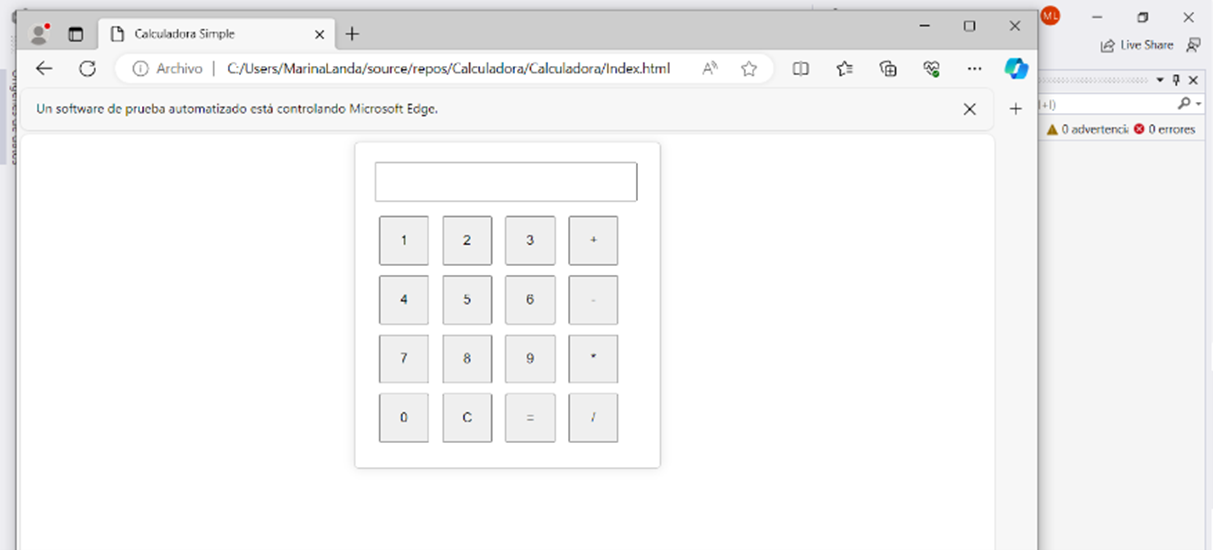 ML
Calculadora Simple
Live Share
Archivo | C:/Users/MarinaLanda/source/repos/Calculadora/Calculadora/Index.html
Un software de prueba automatizado está controlando Microsoft Edge.
0 advertenci 0 errores
1 2 3 +
4 5 6 -
7 8 9 *
0 C = /